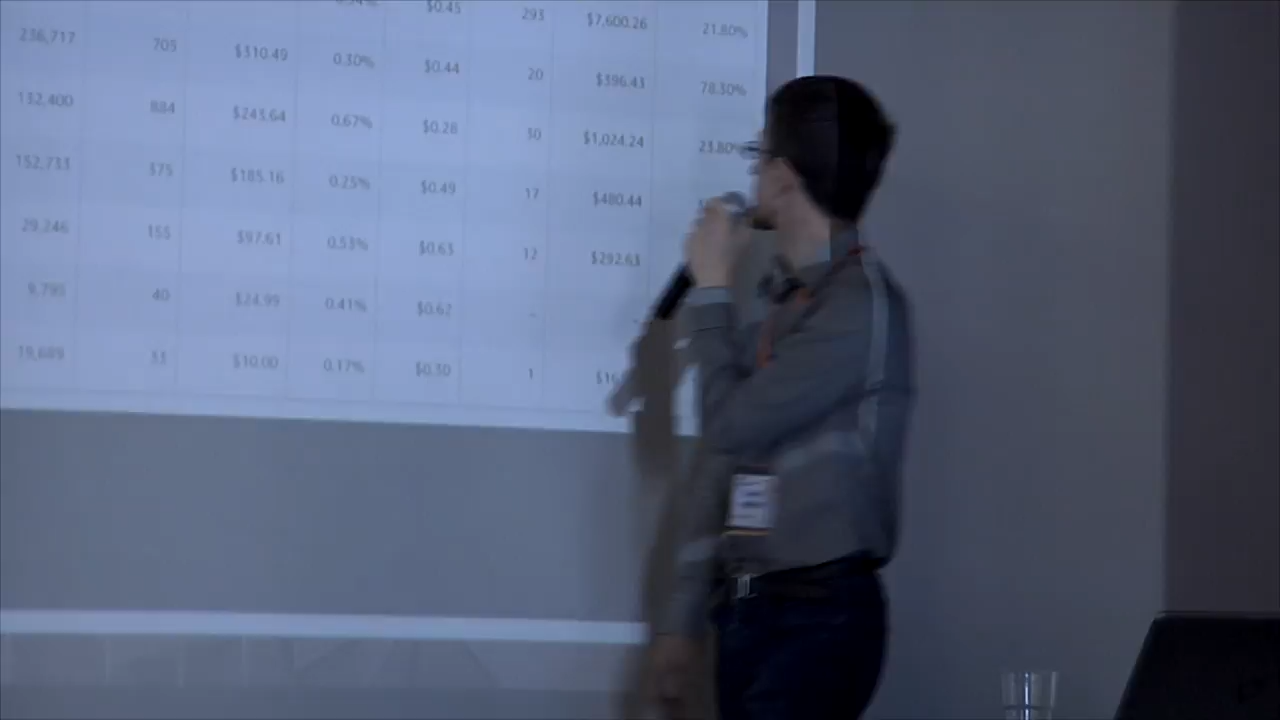 $0.45 293 $7,600.26 21.80%
236,717 705 $310.49 0.30% $0.44 20 $396.43 78.30%
132,400 884 $243.64 0.67% $0.28 30 $1,024.24 23.80%
152,733 375 $185.16 0.25% $0.49 17 $480.44
29,246 155 $97.61 0.53% $0.63 12 $292.63
9,795 40 $24.99 0.41% $0.62 -
19,689 33 $10.00 0.17% $0.30 1